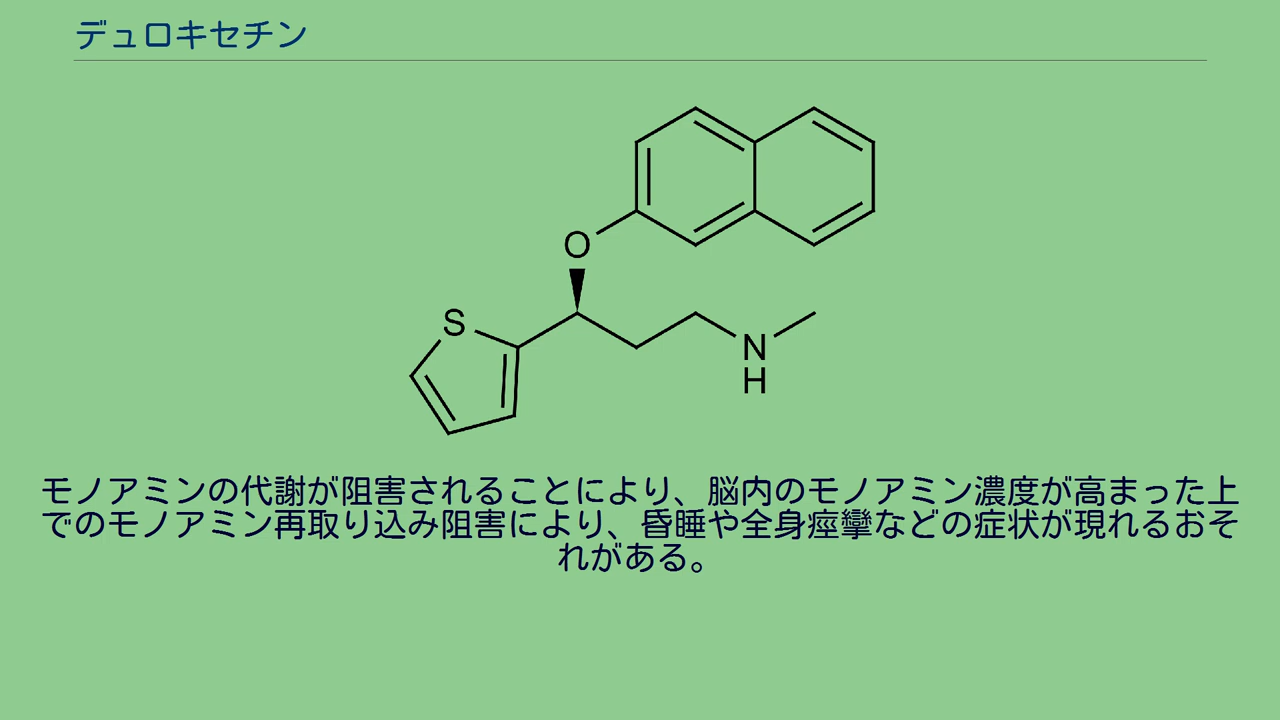 デュロキセチン
O
S
N
H
モノアミンの代謝が阻害されることにより、脳内のモノアミン濃度が高まった上
でのモノアミン再取り込み阻害により、昏睡や全身痙攣などの症状が現れるおそ
れがある。